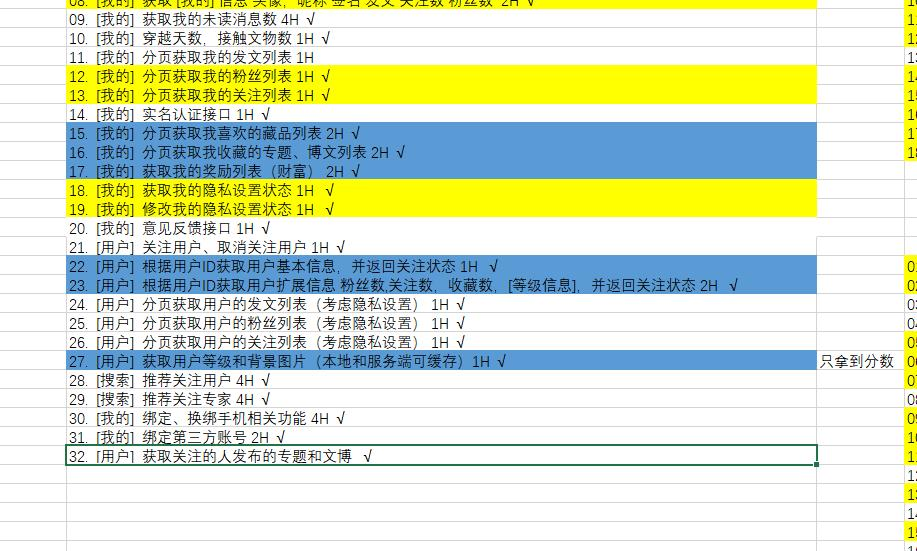 08. [我的] 获取 [我的] 信息 头像，昵称 签名 发文 关注数 粉丝数 2H √
09. [我的] 获取我的未读消息数 4H √
10. [我的] 穿越天数，接触文物数 1H √
11. [我的] 分页获取我的发文列表 1H
12. [我的] 分页获取我的粉丝列表 1H √
13. [我的] 分页获取我的关注列表 1H √
14. [我的] 实名认证接口 1H √
15. [我的] 分页获取我喜欢的藏品列表 2H √
16. [我的] 分页获取我收藏的专题、博文列表 2H √
17. [我的] 获取我的奖励列表（财富） 2H √
18. [我的] 获取我的隐私设置状态 1H √
19. [我的] 修改我的隐私设置状态 1H √
20. [我的] 意见反馈接口 1H √
21. [用户] 关注用户、取消关注用户 1H √
22. [用户] 根据用户ID获取用户基本信息，并返回关注状态 1H √
23. [用户] 根据用户ID获取用户扩展信息 粉丝数,关注数，收藏数，[等级信息]，并返回关注状态 2H √
24. [用户] 分页获取用户的发文列表（考虑隐私设置） 1H √
25. [用户] 分页获取用户的粉丝列表（考虑隐私设置） 1H √
26. [用户] 分页获取用户的关注列表（考虑隐私设置） 1H √
27. [用户] 获取用户等级和背景图片（本地和服务端可缓存）1H √ 只拿到分数
28. [搜索] 推荐关注用户 4H √
29. [搜索] 推荐关注专家 4H √
30. [我的] 绑定、换绑手机相关功能 4H √
31. [我的] 绑定第三方账号 2H √
32. [用户] 获取关注的人发布的专题和文博 √